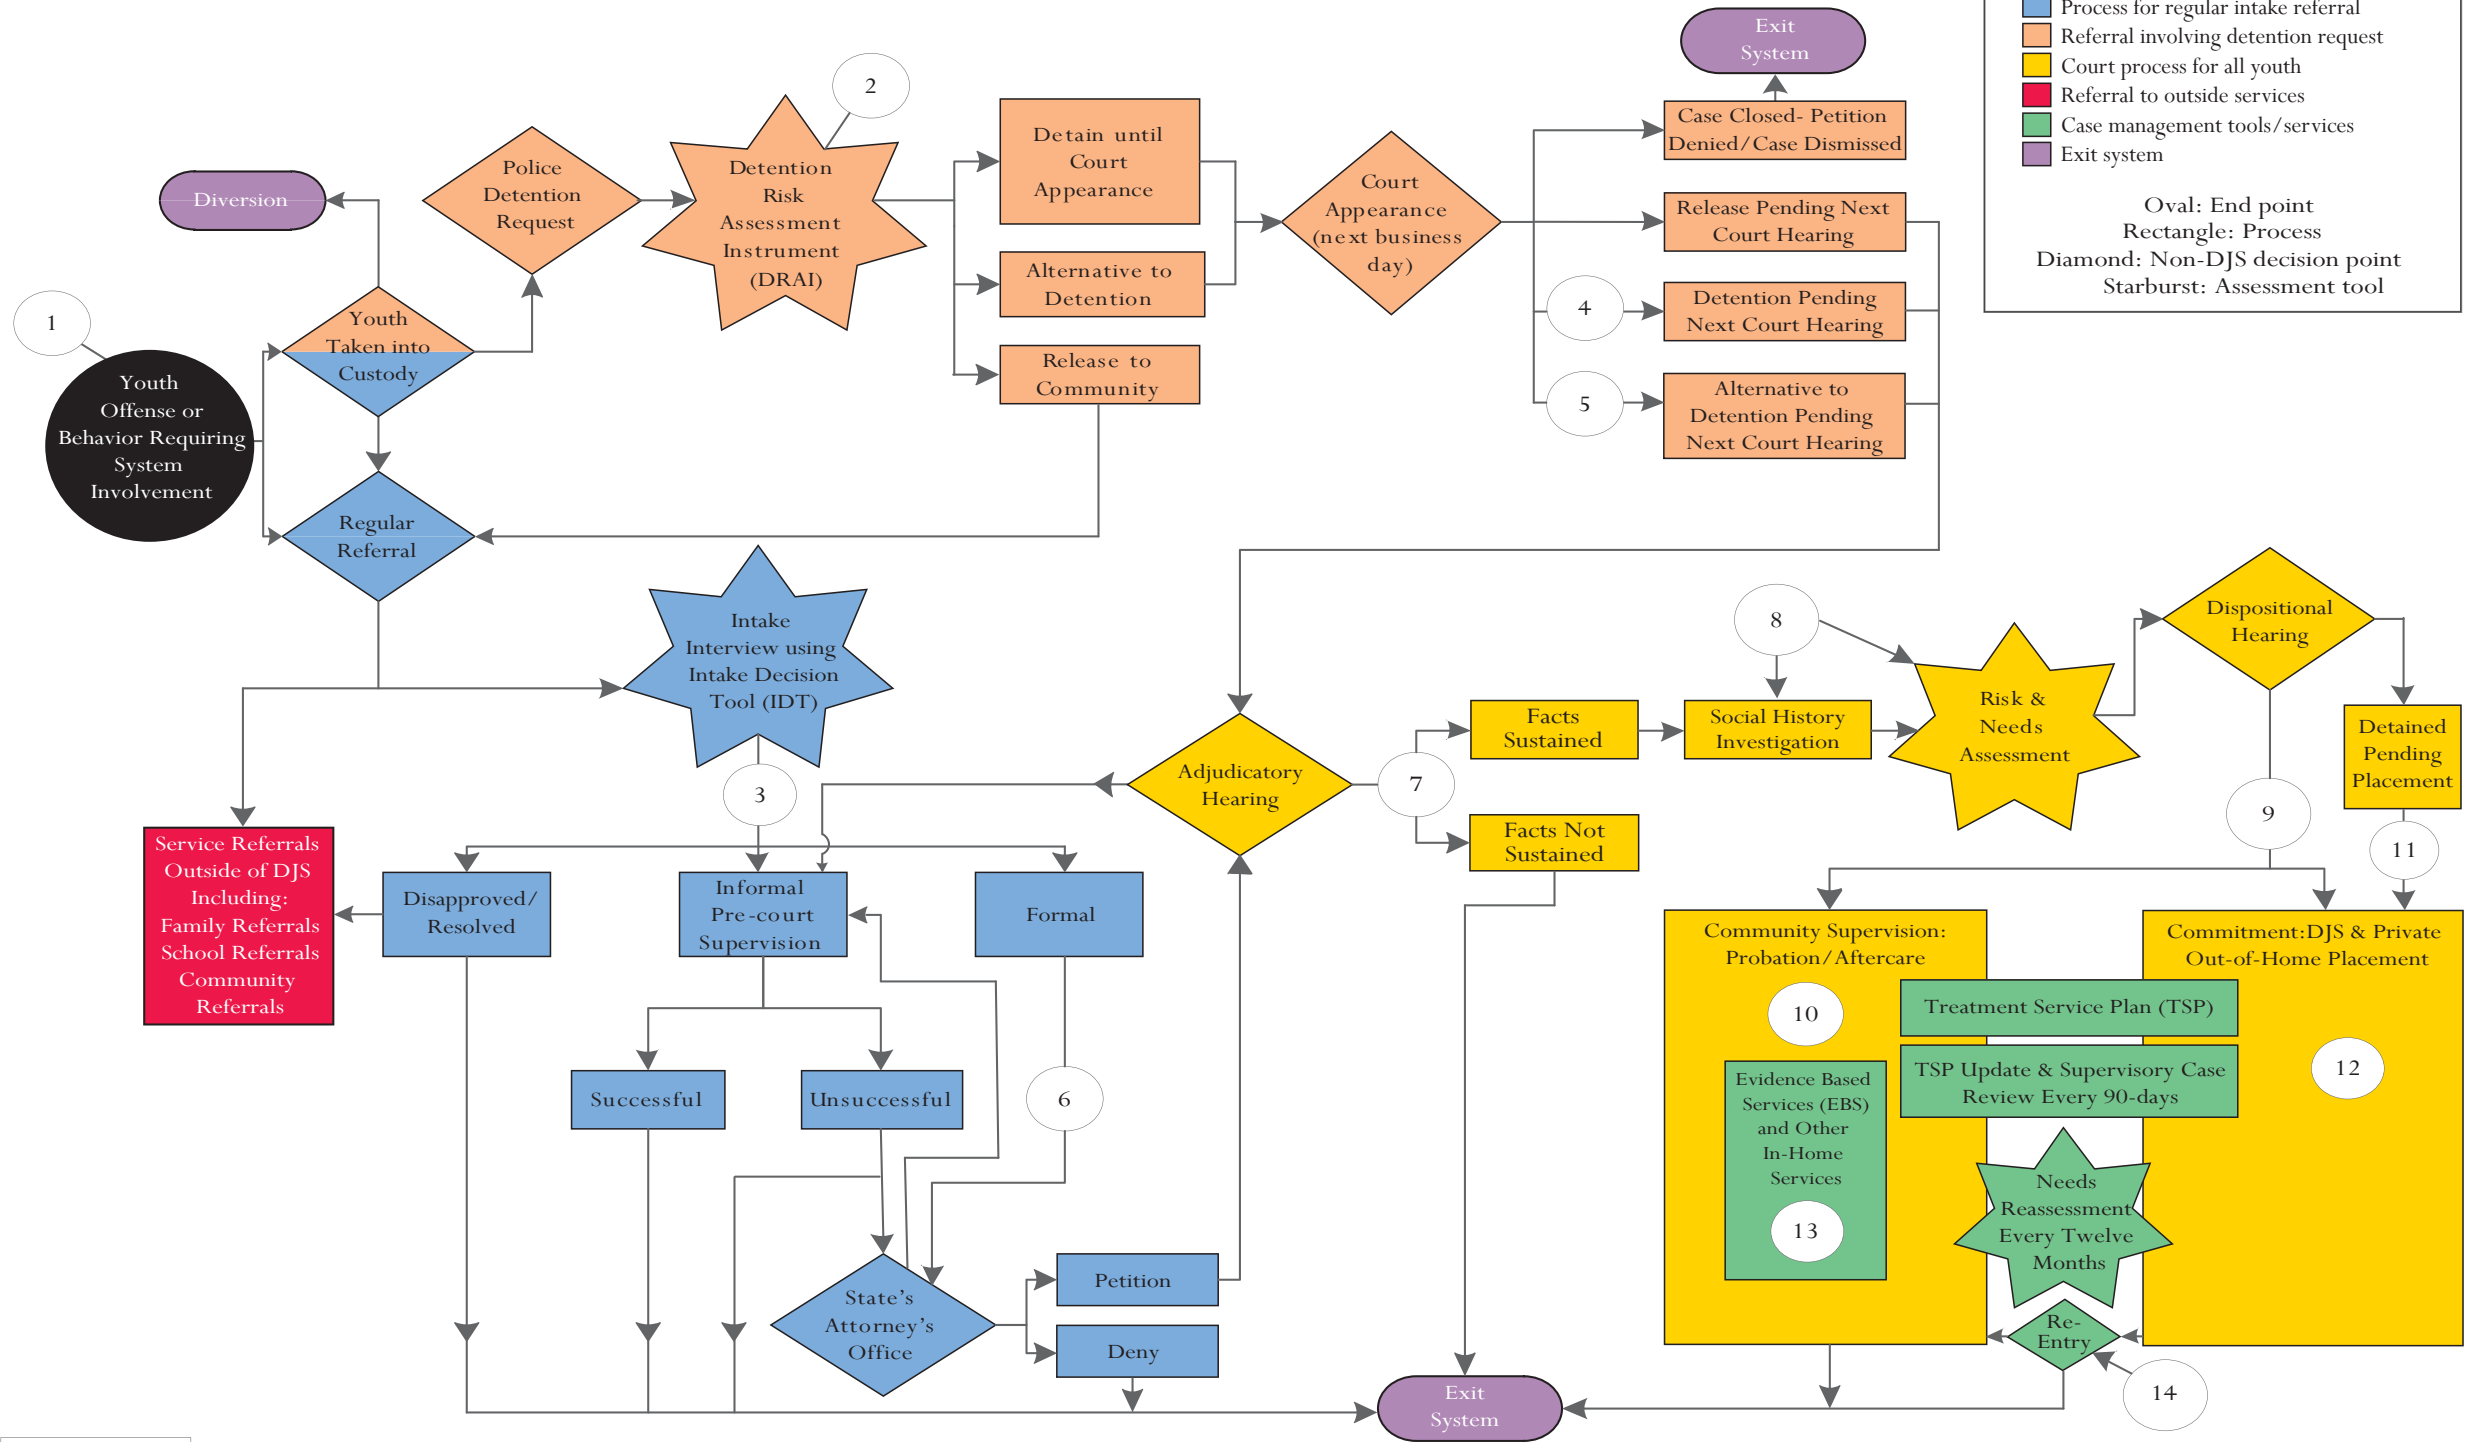 Exit
System
Process for regular intake referral
Referral involving detention request
Court process for all youth
Referral to outside services
Case management tools/services
Exit system
Oval: End point
Rectangle: Process
Diamond: Non-DJS decision point
Starburst: Assessment tool
1
Youth
Offense or
Behavior Requiring
System
Involvement
Diversion
Youth
Taken into
Custody
Police
Detention
Request
2
Detention
Risk
Assessment
Instrument
(DRAI)
Detain until
Court
Appearance
Alternative to
Detention
Release to
Community
Court
Appearance
(next business
day)
Case Closed- Petition
Denied/Case Dismissed
Release Pending Next
Court Hearing
4
Detention Pending
Next Court Hearing
5
Alternative to
Detention Pending
Next Court Hearing
Regular
Referral
Intake
Interview using
Intake Decision
Tool (IDT)
3
Service Referrals
Outside of DJS
Including:
Family Referrals
School Referrals
Community
Referrals
Disapproved/
Resolved
Informal
Pre-court
Supervision
Formal
Successful
Unsuccessful
6
State's
Attorney's
Office
Petition
Deny
Adjudicatory
Hearing
7
Facts
Sustained
Facts Not
Sustained
8
Social History
Investigation
Risk &
Needs
Assessment
Dispositional
Hearing
Detained
Pending
Placement
9
11
Community Supervision:
Probation/Aftercare
10
Evidence Based
Services (EBS)
and Other
In-Home
Services
13
Commitment:DJS & Private
Out-of-Home Placement
12
Treatment Service Plan (TSP)
TSP Update & Supervisory Case
Review Every 90-days
Needs
Reassessment
Every Twelve
Months
Re-
Entry
14
Exit
System